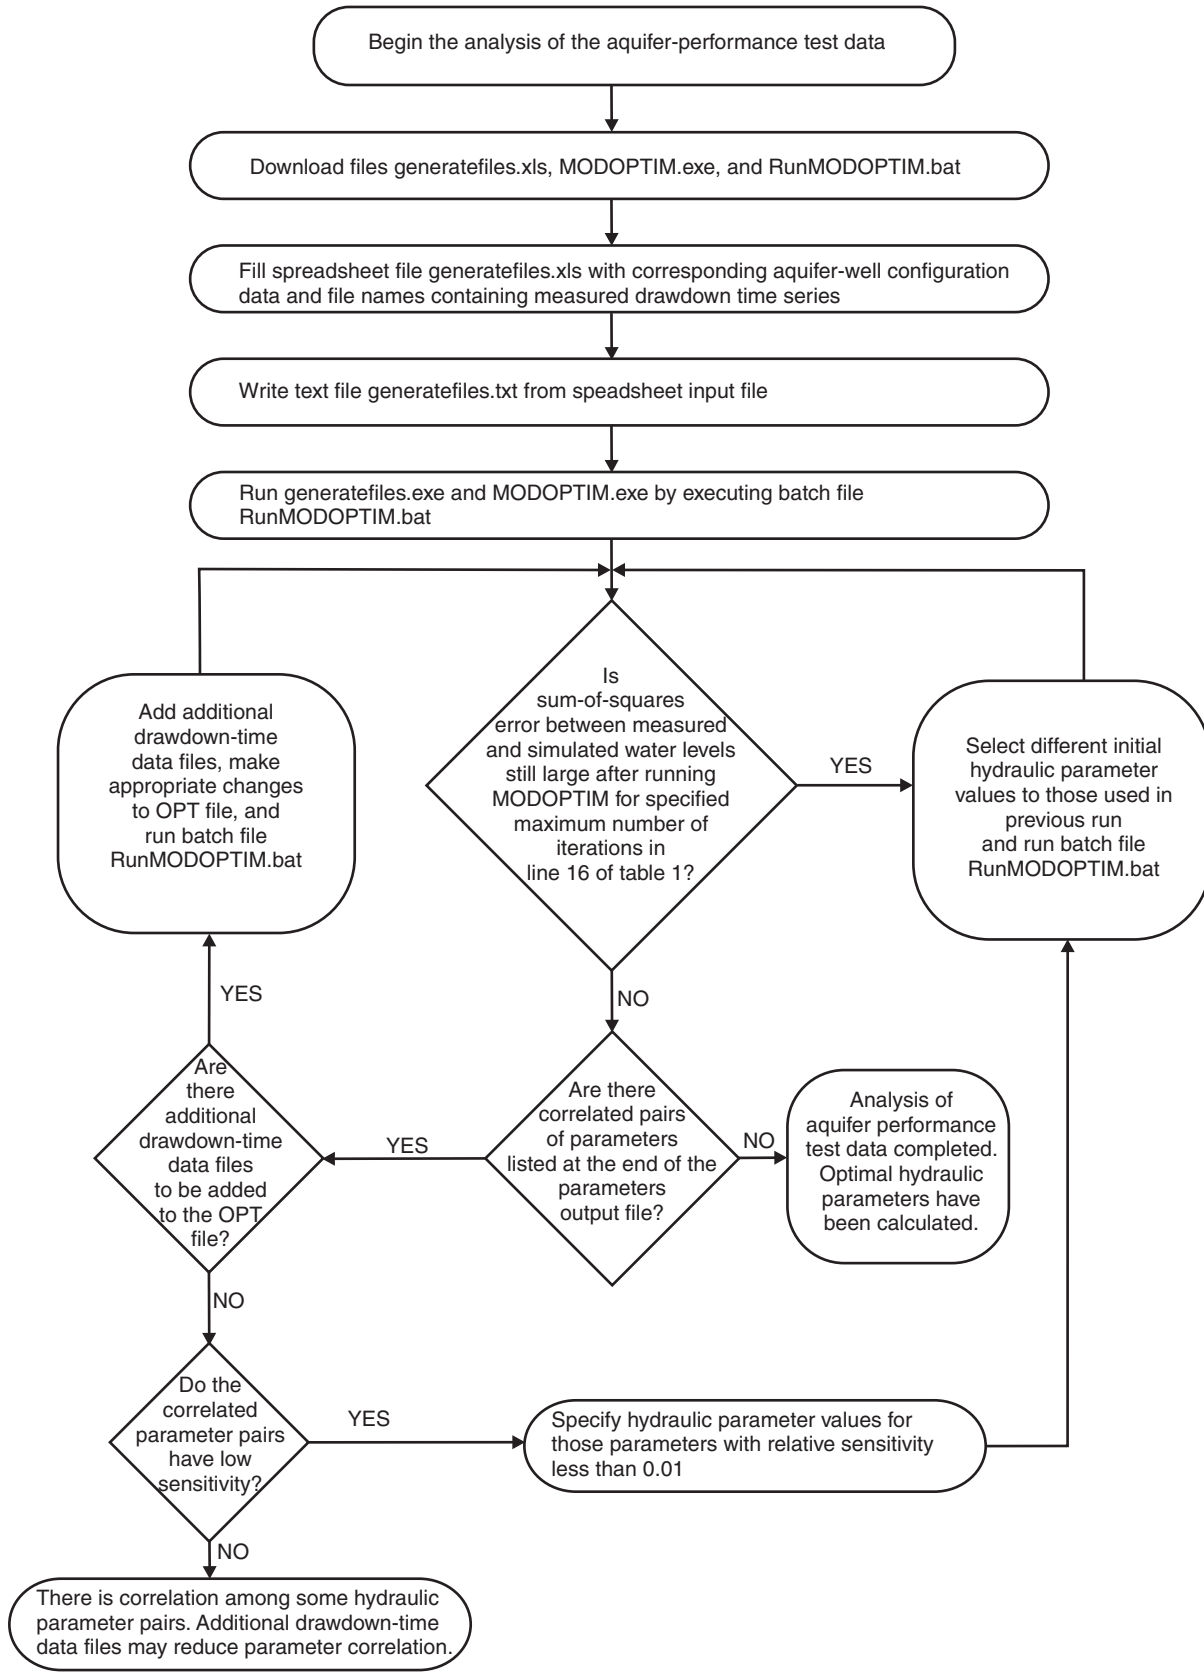 Begin the analysis of the aquifer-performance test data
Download files generatefiles.xls, MODOPTIM.exe, and RunMODOPTIM.bat
Fill spreadsheet file generatefiles.xls with corresponding aquifer-well configuration
data and file names containing measured drawdown time series
Write text file generatefiles.txt from speadsheet input file
Run generatefiles.exe and MODOPTIM.exe by executing batch file
RunMODOPTIM.bat
Is
sum-of-squares
error between measured
and simulated water levels
still large after running
MODOPTIM for specified
maximum number of
iterations in
line 16 of table 1?
YES
Select different initial
hydraulic parameter
values to those used in
previous run
and run batch file
RunMODOPTIM.bat
Add additional
drawdown-time
data files, make
appropriate changes
to OPT file, and
run batch file
RunMODOPTIM.bat
YES
NO
Are there
correlated pairs
of parameters
listed at the end of the
parameters
output file?
NO
Analysis of
aquifer performance
test data completed.
Optimal hydraulic
parameters have
been calculated.
YES
Are
there
additional
drawdown-time
data files
to be added
to the OPT
file?
NO
Do the
correlated
parameter pairs
have low
sensitivity?
YES
Specify hydraulic parameter values for
those parameters with relative sensitivity
less than 0.01
NO
There is correlation among some hydraulic
parameter pairs. Additional drawdown-time
data files may reduce parameter correlation.